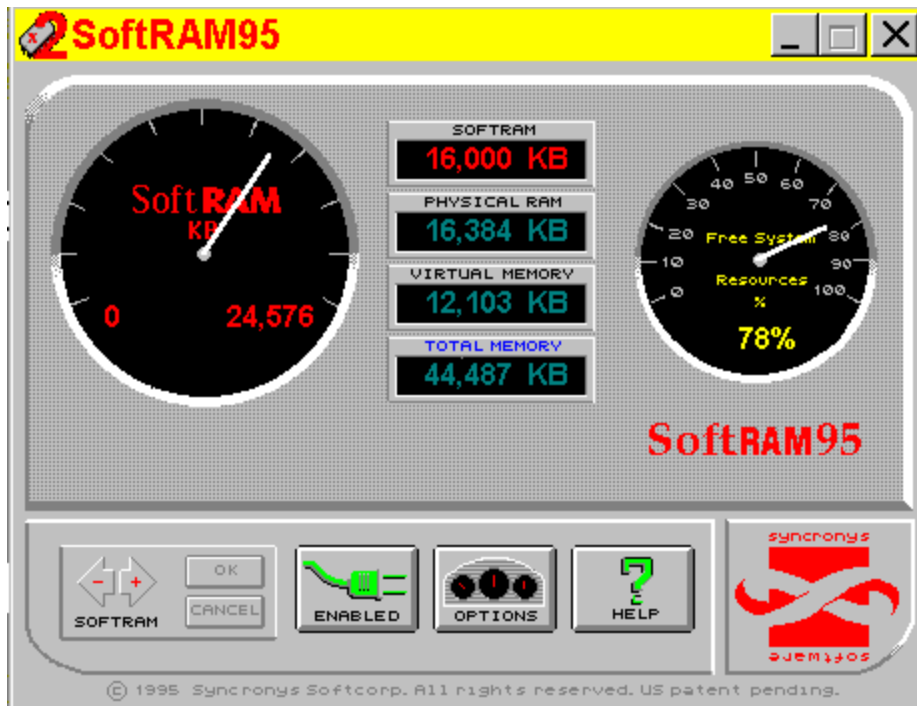 x2 SoftRAM95
SoftRAM
KB
0 24,576
SOFTRAM
16,000 KB
PHYSICAL RAM
16,384 KB
VIRTUAL MEMORY
12,103 KB
TOTAL MEMORY
44,487 KB
0 10 20 30 40 50 60 70 80 90 100
Free System
Resources
%
78%
SoftRAM95
- +
SOFTRAM
OK
CANCEL
ENABLED
OPTIONS
?
HELP
syncronys
software
© 1995 Syncronys Softcorp. All rights reserved. US patent pending.